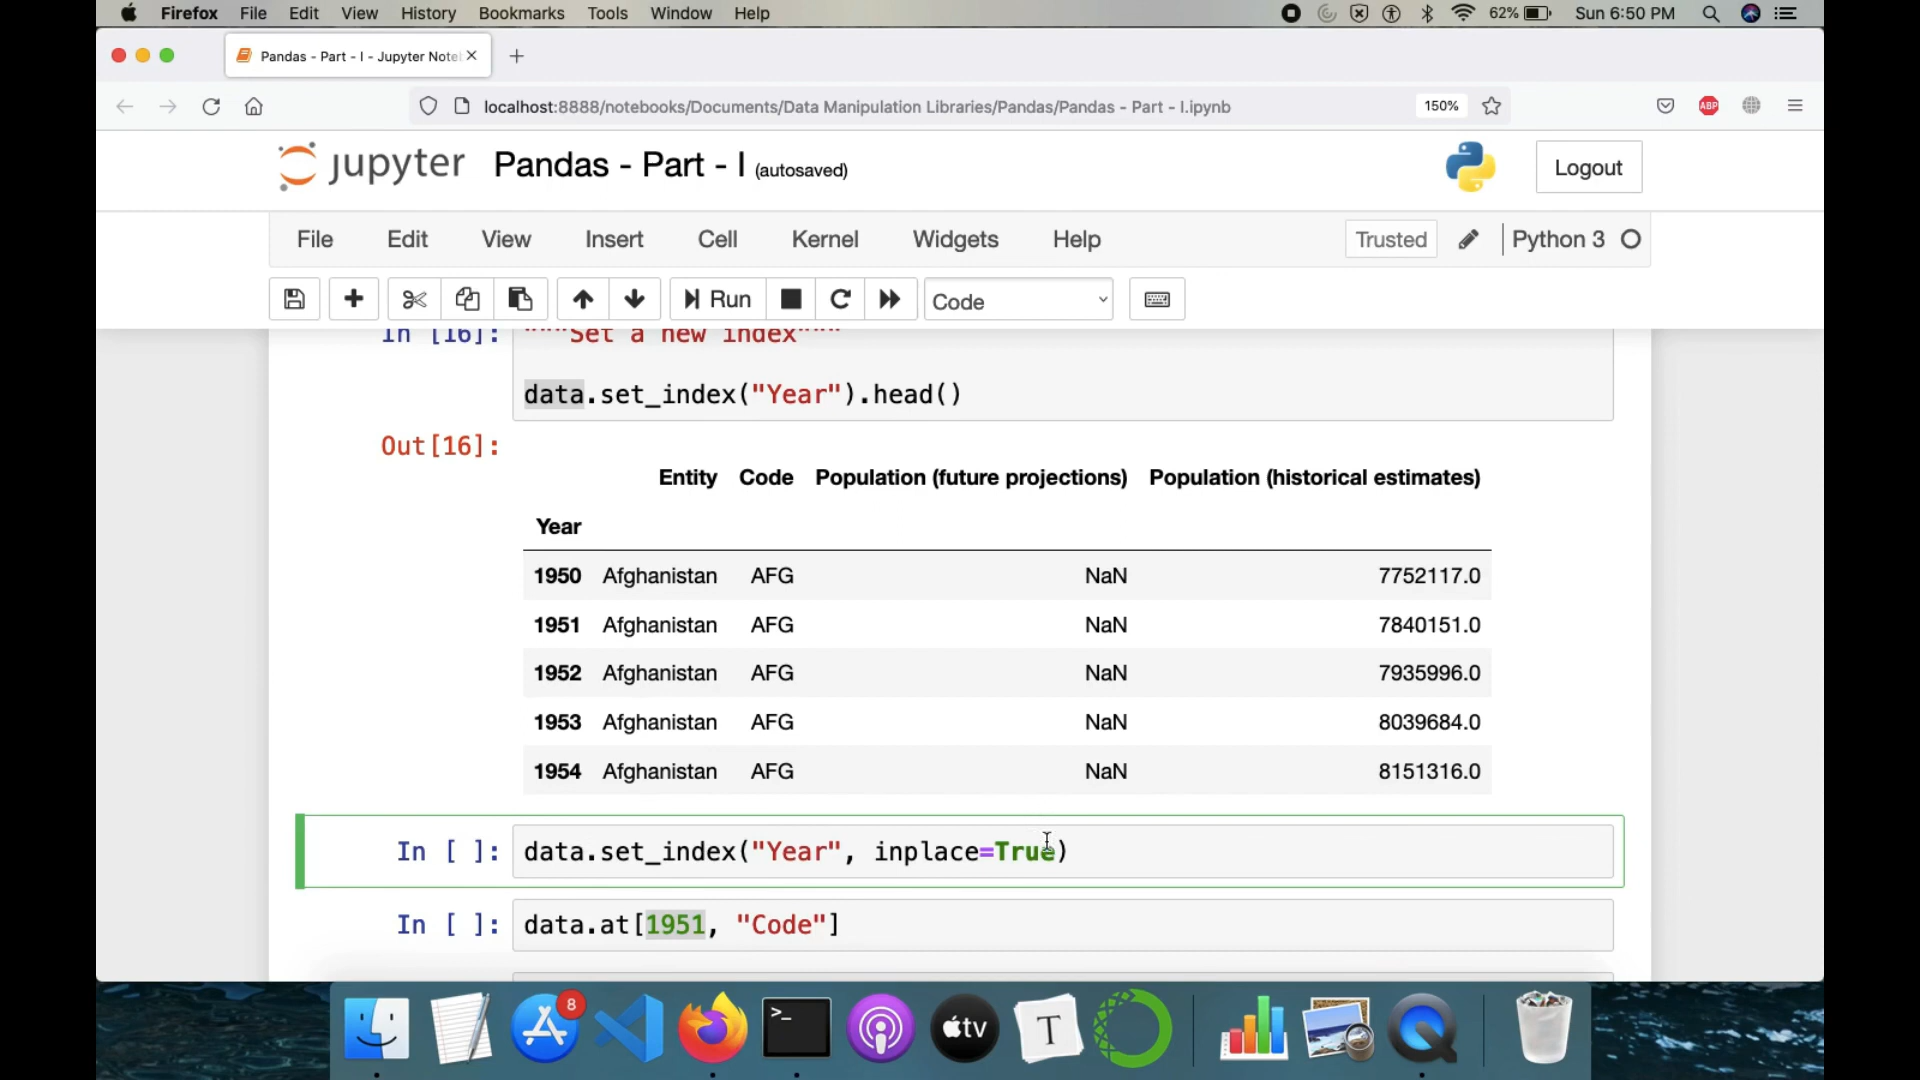 Firefox File Edit View History Bookmarks Tools Window Help 62% Sun 6:50 PM
Pandas - Part - I - Jupyter Note
localhost:8888/notebooks/Documents/Data Manipulation Libraries/Pandas/Pandas - Part - I.ipynb 150% ABP
jupyter Pandas - Part - I (autosaved) Logout
File Edit View Insert Cell Kernel Widgets Help Trusted Python 3
Run Code
In [16]: """Set a new index"""
data.set_index("Year").head()
Out[16]:
Entity Code Population (future projections) Population (historical estimates)
Year
1950 Afghanistan AFG NaN 7752117.0
1951 Afghanistan AFG NaN 7840151.0
1952 Afghanistan AFG NaN 7935996.0
1953 Afghanistan AFG NaN 8039684.0
1954 Afghanistan AFG NaN 8151316.0
In [ ]: data.set_index("Year", inplace=True)
In [ ]: data.at[1951, "Code"]
8
>_
tv
T